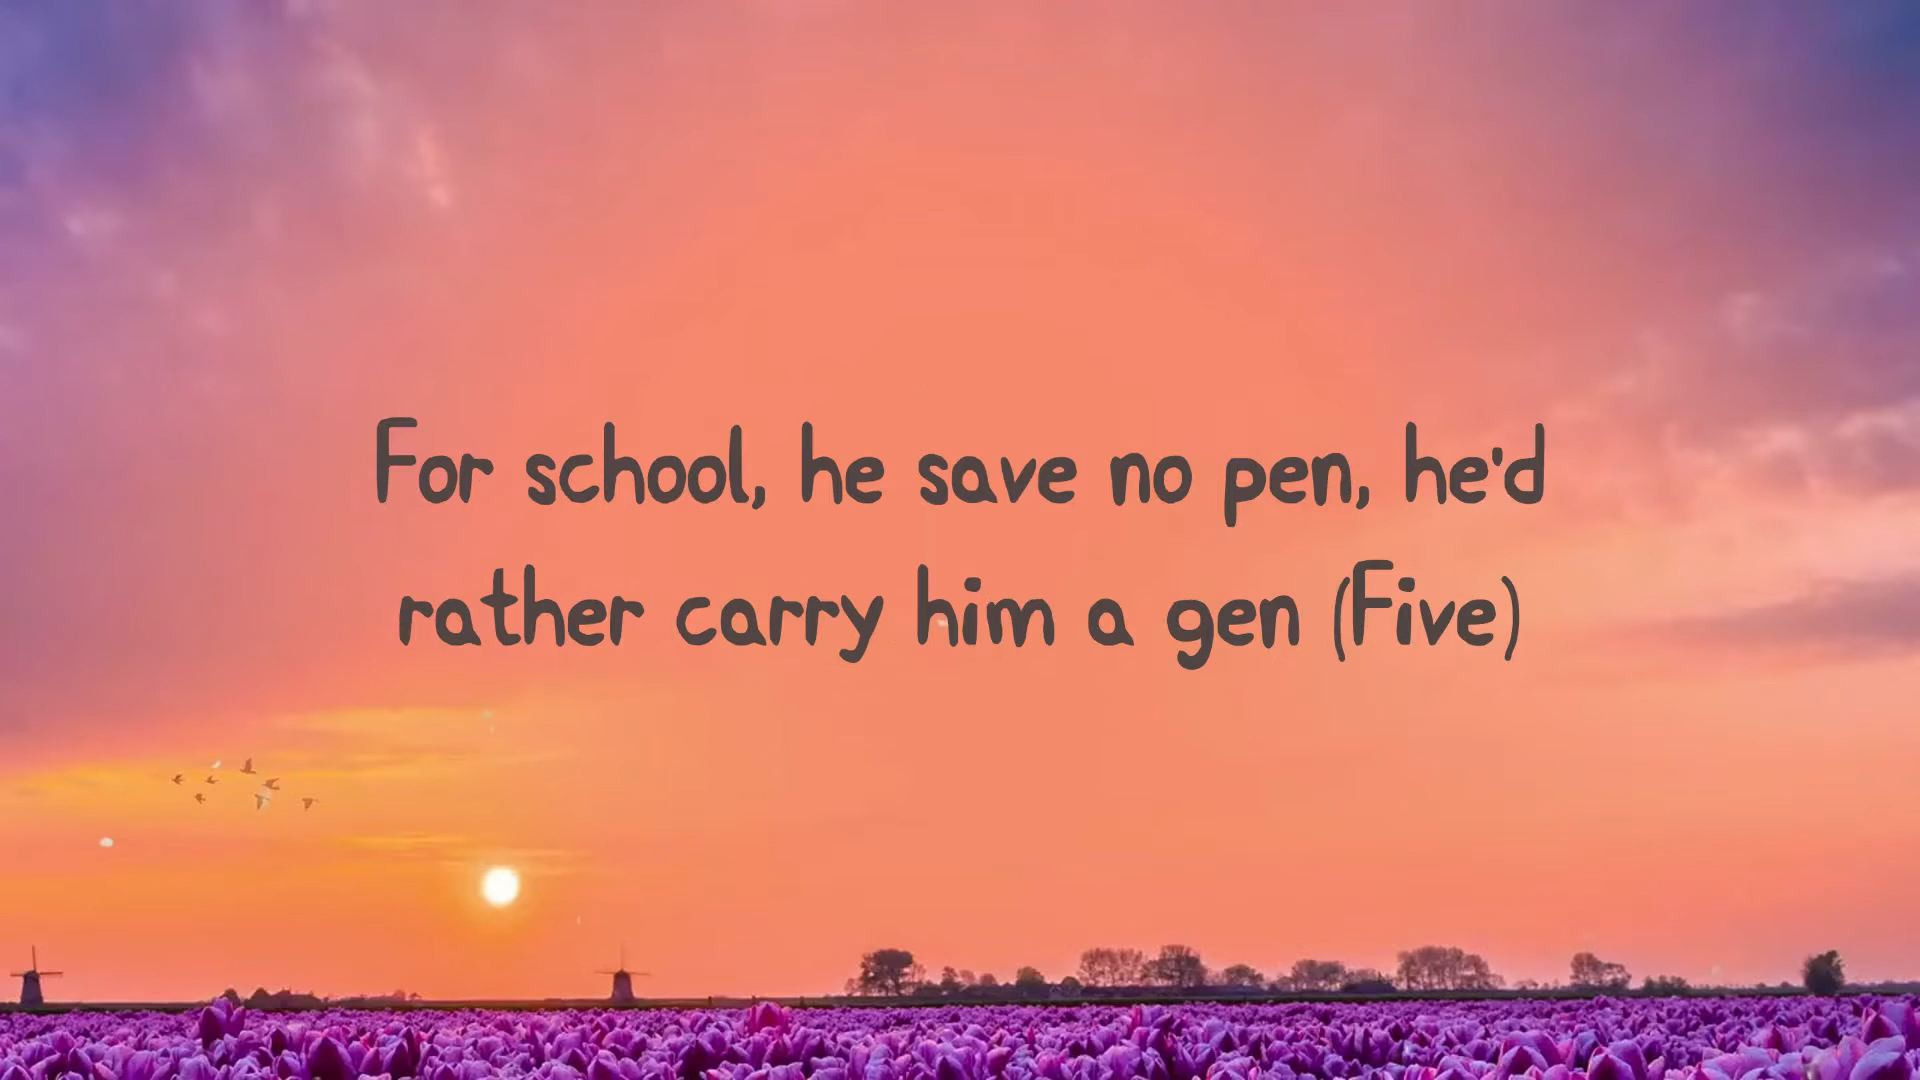 For school, he save no pen, he'd
rather carry him a gen (Five)